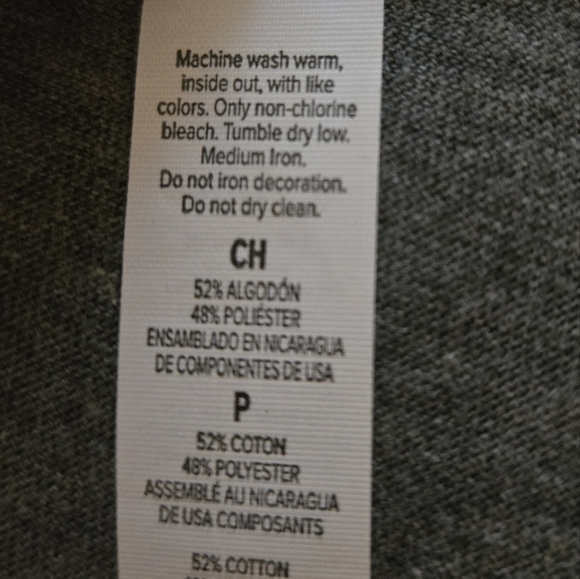 Machine wash warm,
inside out, with like
colors. Only non-chlorine
bleach. Tumble dry low.
Medium Iron.
Do not iron decoration.
Do not dry clean.
CH
52% ALGODÓN
48% POLIÉSTER
ENSAMBLADO EN NICARAGUA
DE COMPONENTES DE USA
P
52% COTON
48% POLYESTER
ASSEMBLÉ AU NICARAGUA
DE USA COMPOSANTS
52% COTTON